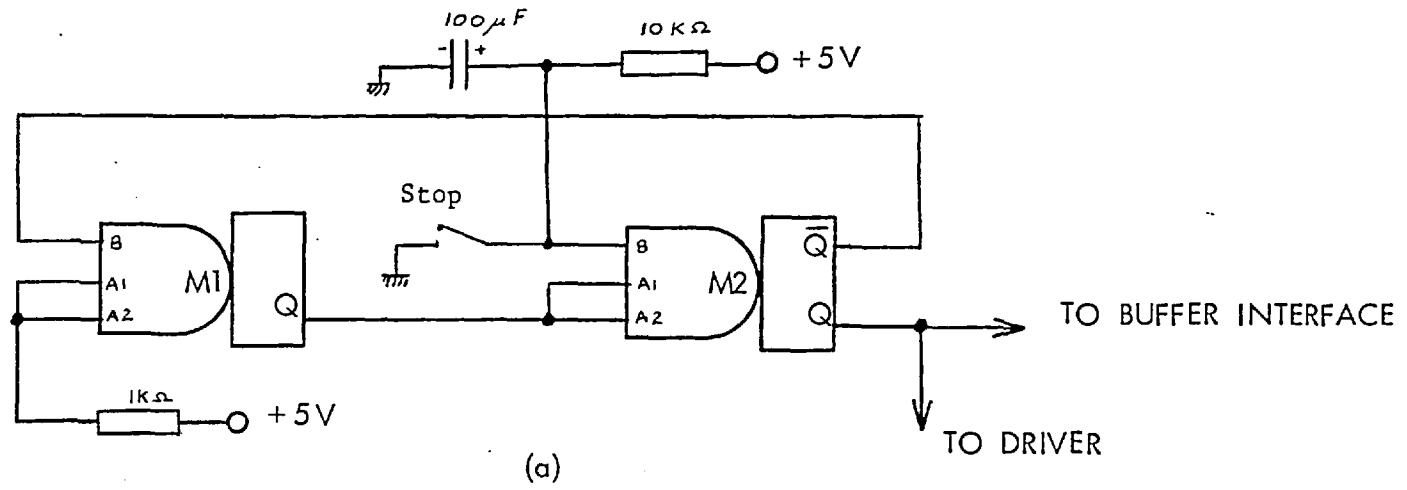 100μF
- +
10KΩ
+5V
Stop
B
A1
A2
M1
Q
B
A1
A2
M2
Q̅
Q
TO BUFFER INTERFACE
TO DRIVER
1KΩ
+5V
(a)